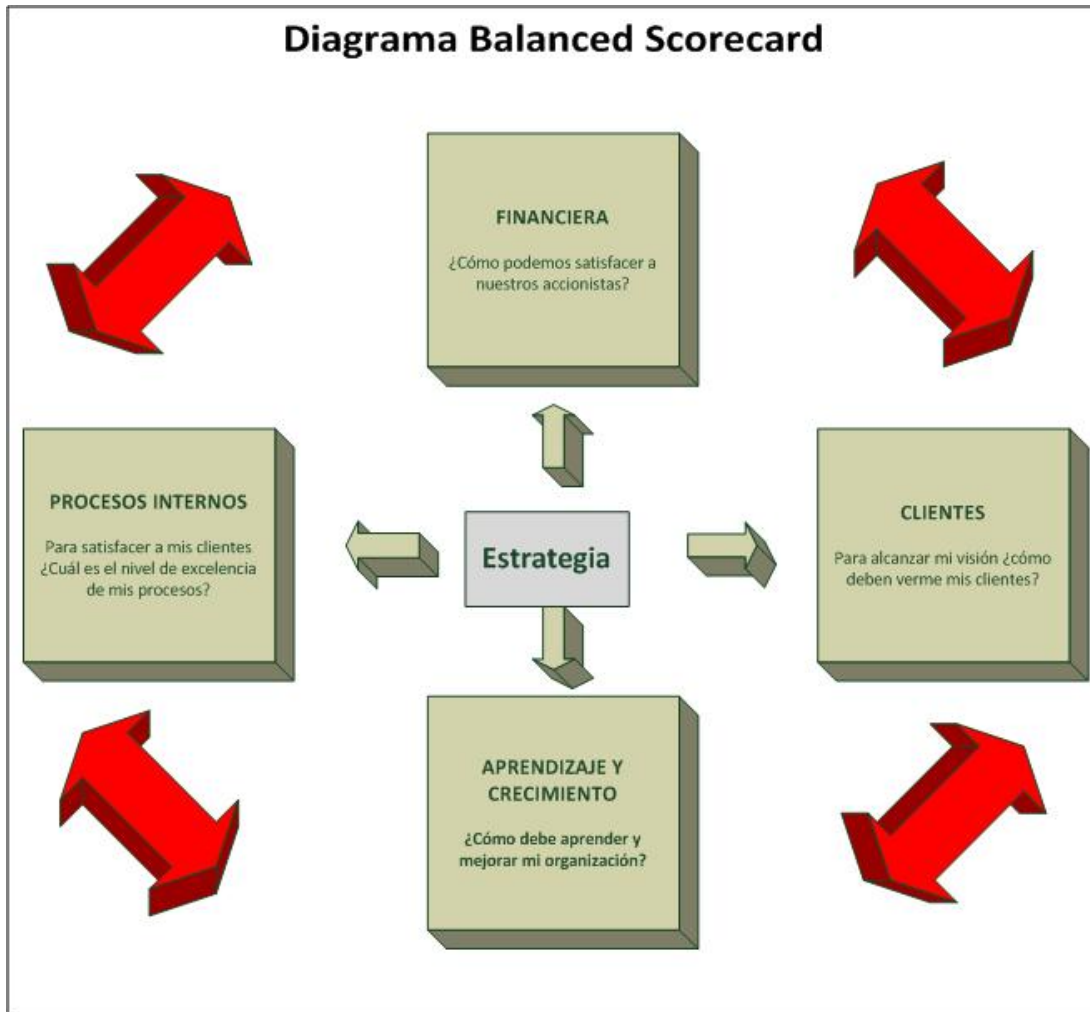 Diagrama Balanced Scorecard
FINANCIERA
¿Cómo podemos satisfacer a
nuestros accionistas?
PROCESOS INTERNOS
Para satisfacer a mis clientes
¿Cuál es el nivel de excelencia
de mis procesos?
Estrategia
CLIENTES
Para alcanzar mi visión ¿cómo
deben verme mis clientes?
APRENDIZAJE Y
CRECIMIENTO
¿Cómo debe aprender y
mejorar mi organización?